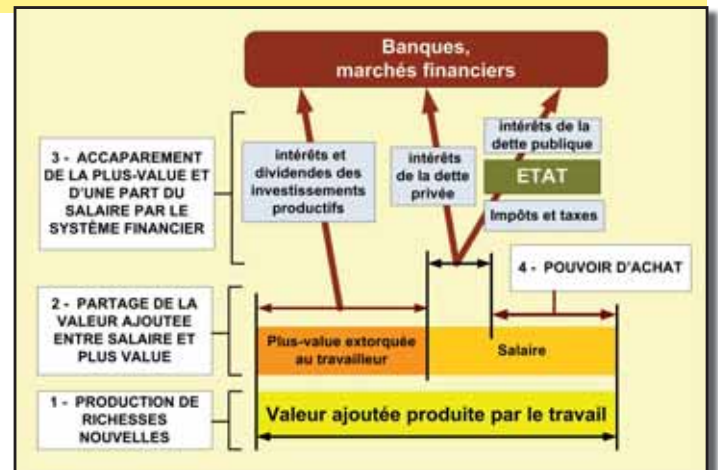 Banques,
marchés financiers
3 - ACCAPAREMENT
DE LA PLUS-VALUE ET
D'UNE PART DU
SALAIRE PAR LE
SYSTÈME FINANCIER
intérêts et
dividendes des
investissements
productifs
intérêts
de la dette
privée
intérêts de la
dette publique
ETAT
Impôts et taxes
4 - POUVOIR D'ACHAT
2 - PARTAGE DE LA
VALEUR AJOUTEE
ENTRE SALAIRE ET
PLUS VALUE
Plus-value extorquée
au travailleur
Salaire
1 - PRODUCTION DE
RICHESSES
NOUVELLES
Valeur ajoutée produite par le travail